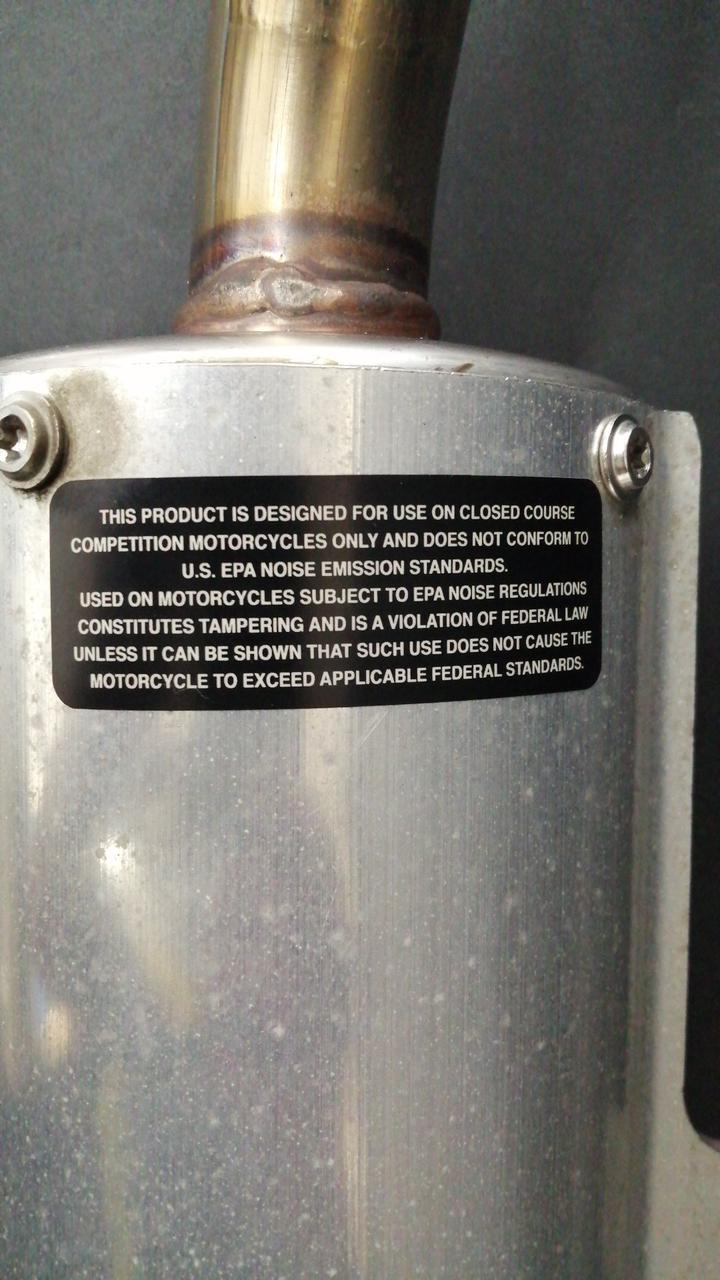 THIS PRODUCT IS DESIGNED FOR USE ON CLOSED COURSE
COMPETITION MOTORCYCLES ONLY AND DOES NOT CONFORM TO
U.S. EPA NOISE EMISSION STANDARDS.
USED ON MOTORCYCLES SUBJECT TO EPA NOISE REGULATIONS
CONSTITUTES TAMPERING AND IS A VIOLATION OF FEDERAL LAW
UNLESS IT CAN BE SHOWN THAT SUCH USE DOES NOT CAUSE THE
MOTORCYCLE TO EXCEED APPLICABLE FEDERAL STANDARDS.